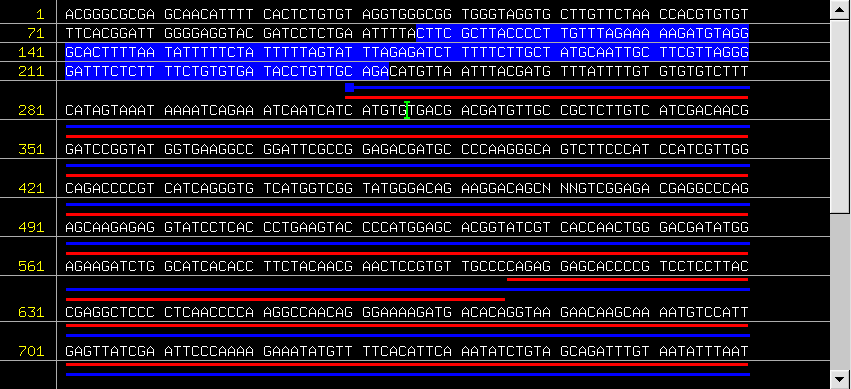 1 ACGGGCGCGA GCAACATTTT CACTCTGTGT AGGTGGGCGG TGGGTAGGTG CTTGTTCTAA CCACGTGTGT
71 TTCACGGATT GGGGAGGTAC GATCCTCTGA ATTTTACTTC GCTTACCCCT TGTTTAGAAA AAGATGTAGG
141 GCACTTTTAA TATTTTTCTA TTTTTAGTAT TTAGAGATCT TTTTCTTGCT ATGCAATTGC TTCGTTAGGG
211 GATTTCTCTT TTCTGTGTGA TACCTGTTGC AGACATGTTA ATTTACGATG TTTATTTTGT GTGTGTCTTT
281 CATAGTAAAT AAAATCAGAA ATCAATCATC ATGTGTGACG ACGATGTTGC CGCTCTTGTC ATCGACAACG
351 GATCCGGTAT GGTGAAGGCC GGATTCGCCG GAGACGATGC CCCAAGGGCA GTCTTCCCAT CCATCGTTGG
421 CAGACCCCGT CATCAGGGTG TCATGGTCGG TATGGGACAG AAGGACAGCN NNGTCGGAGA CGAGGCCCAG
491 AGCAAGAGAG GTATCCTCAC CCTGAAGTAC CCCATGGAGC ACGGTATCGT CACCAACTGG GACGATATGG
561 AGAAGATCTG GCATCACACC TTCTACAACG AACTCCGTGT TGCCCCAGAG GAGCACCCCG TCCTCCTTAC
631 CGAGGCTCCC CTCAACCCCA AGGCCAACAG GGAAAAGATG ACACAGGTAA GAACAAGCAA AATGTCCATT
701 GAGTTATCGA ATTCCCAAAA GAAATATGTT TTCACATTCA AATATCTGTA GCAGATTTGT AATATTTAAT